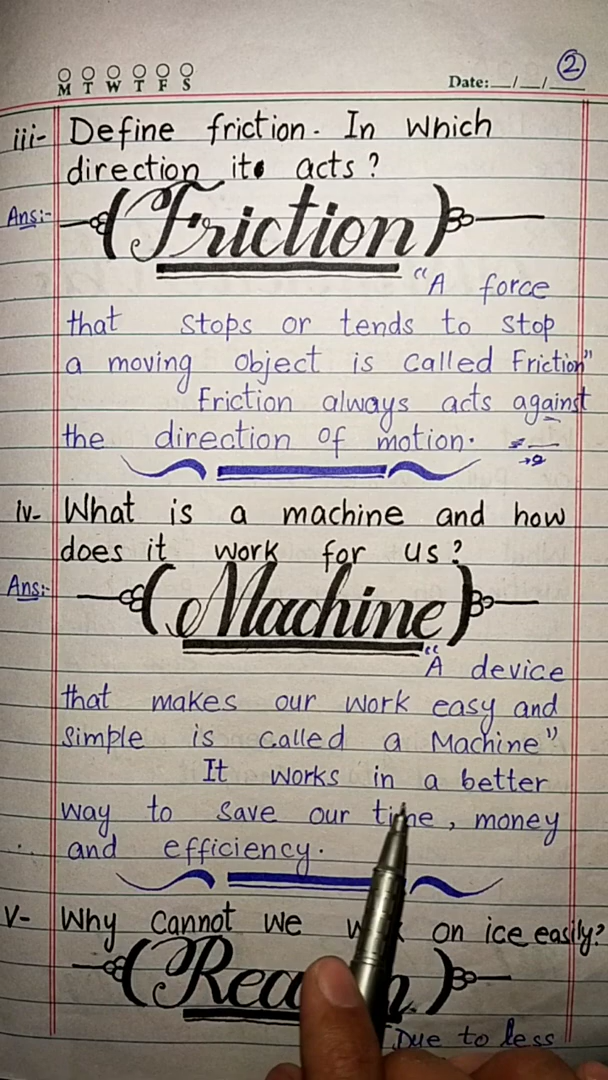 2
M T W T F S
Date:__/__/____
iii- Define friction. In which
direction it acts?
Ans:- Friction
"A force
that stops or tends to stop
a moving object is called Friction"
Friction always acts against
the direction of motion.
iv- What is a machine and how
does it work for us?
Ans:- Machine
"A device
that makes our work easy and
simple is called a Machine"
It works in a better
way to save our time, money
and efficiency.
V- Why cannot we on ice easily?
Due to less